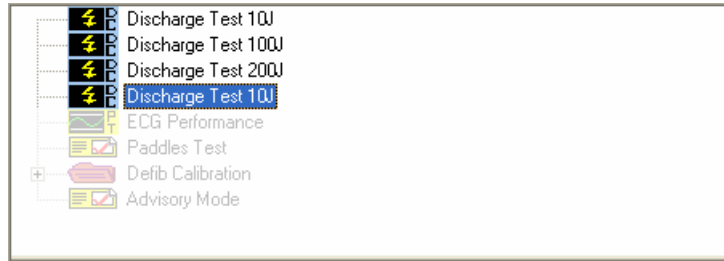 Discharge Test 10J
Discharge Test 100J
Discharge Test 200J
Discharge Test 10J
ECG Performance
Paddles Test
Defib Calibration
Advisory Mode